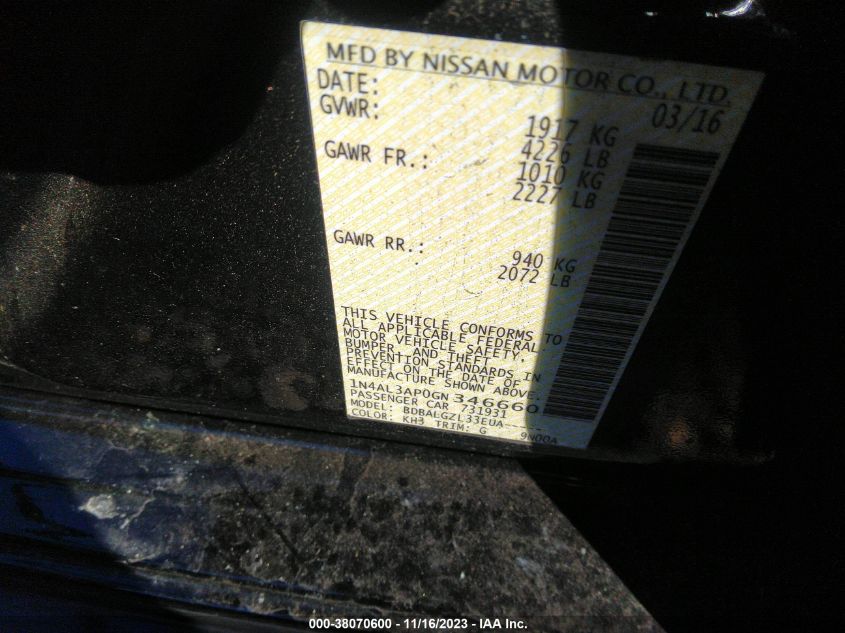 MFD BY NISSAN MOTOR CO., LTD.
DATE: 03/16
GVWR: 1917 KG
4226 LB
GAWR FR.: 1010 KG
2227 LB
GAWR RR.: 940 KG
2072 LB
THIS VEHICLE CONFORMS TO
ALL APPLICABLE FEDERAL
MOTOR VEHICLE SAFETY,
BUMPER, AND THEFT
PREVENTION STANDARDS IN
EFFECT ON THE DATE OF
MANUFACTURE SHOWN ABOVE.
1N4AL3AP0GN346660
PASSENGER CAR 731931
MODEL: BDBALGZL33EUA-----
COLOR: KH3 TRIM: G 9N00A
000-38070600 - 11/16/2023 - IAA Inc.